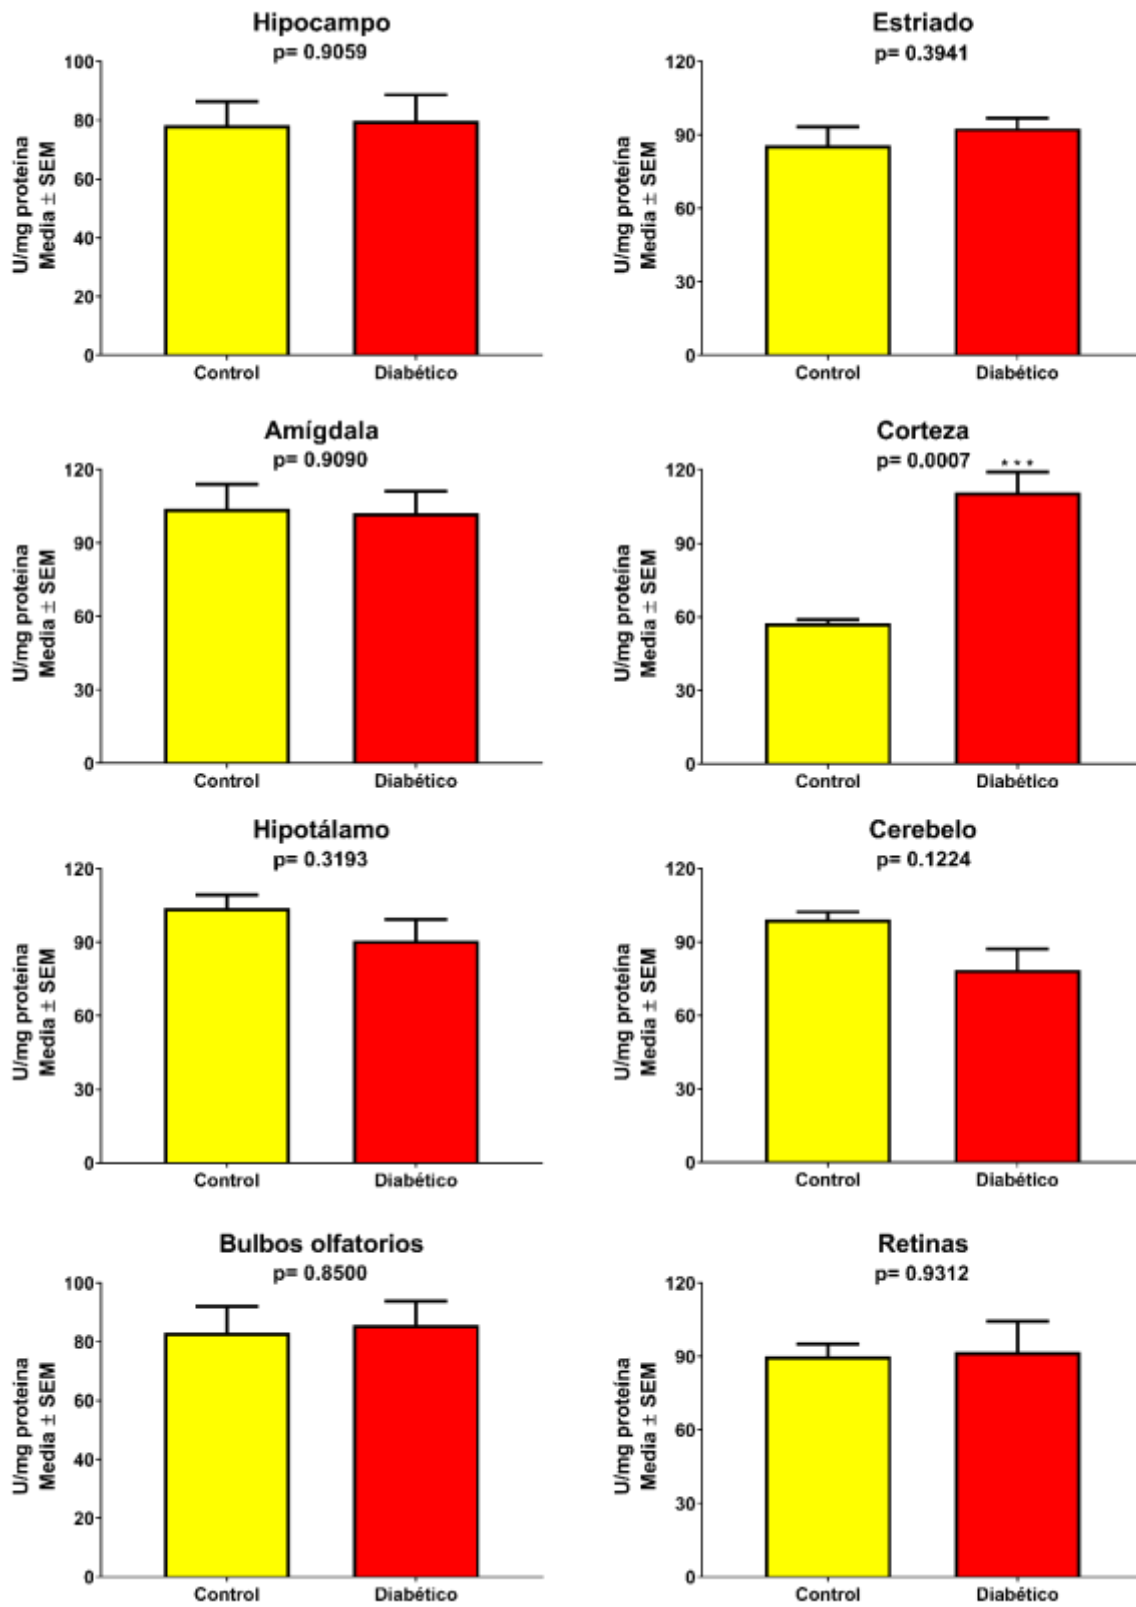 Hipocampo
p= 0.9059
U/mg proteína
Media ± SEM
100
80
60
40
20
0
Control
Diabético
Estriado
p= 0.3941
U/mg proteína
Media ± SEM
120
90
60
30
0
Control
Diabético
Amígdala
p= 0.9090
U/mg proteína
Media ± SEM
120
90
60
30
0
Control
Diabético
Corteza
p= 0.0007
***
U/mg proteína
Media ± SEM
120
90
60
30
0
Control
Diabético
Hipotálamo
p= 0.3193
U/mg proteína
Media ± SEM
120
90
60
30
0
Control
Diabético
Cerebelo
p= 0.1224
U/mg proteína
Media ± SEM
120
90
60
30
0
Control
Diabético
Bulbos olfatorios
p= 0.8500
U/mg proteína
Media ± SEM
100
80
60
40
20
0
Control
Diabético
Retinas
p= 0.9312
U/mg proteína
Media ± SEM
120
90
60
30
0
Control
Diabético